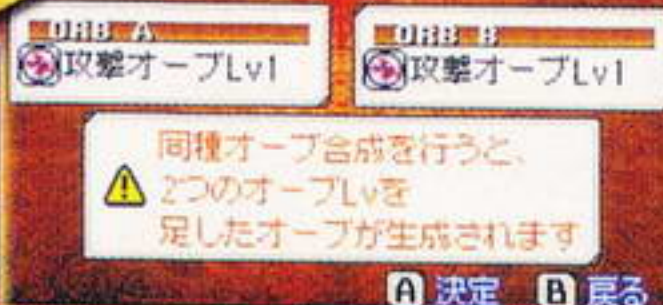 ORB A
攻撃オーブLv1
ORB B
攻撃オーブLv1
同種オーブ合成を行うと、
2つのオーブLvを
足したオーブが生成されます
A 決定 B 戻る